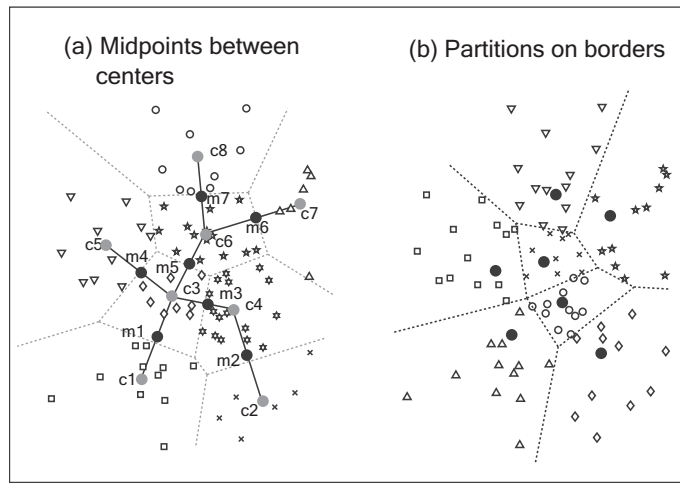 (a) Midpoints between
centers
(b) Partitions on borders
c8
m7
c7
m6
c6
c5
m4
m5
c3
m3
c4
m1
m2
c1
c2